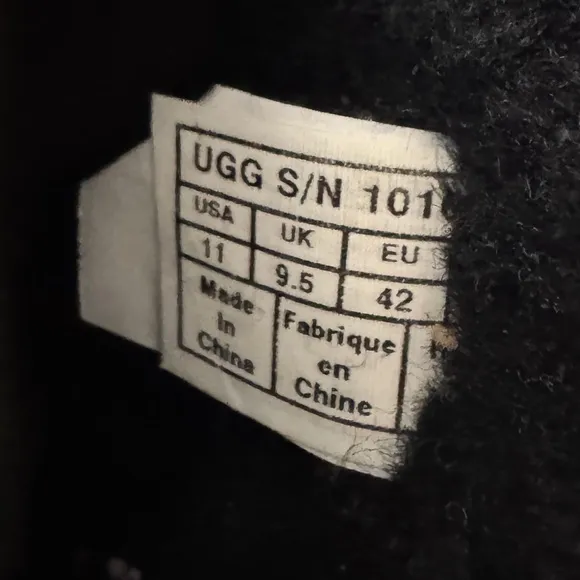 UGG S/N 101
USA UK EU
11 9.5 42
Made Fabrique
in en
China Chine